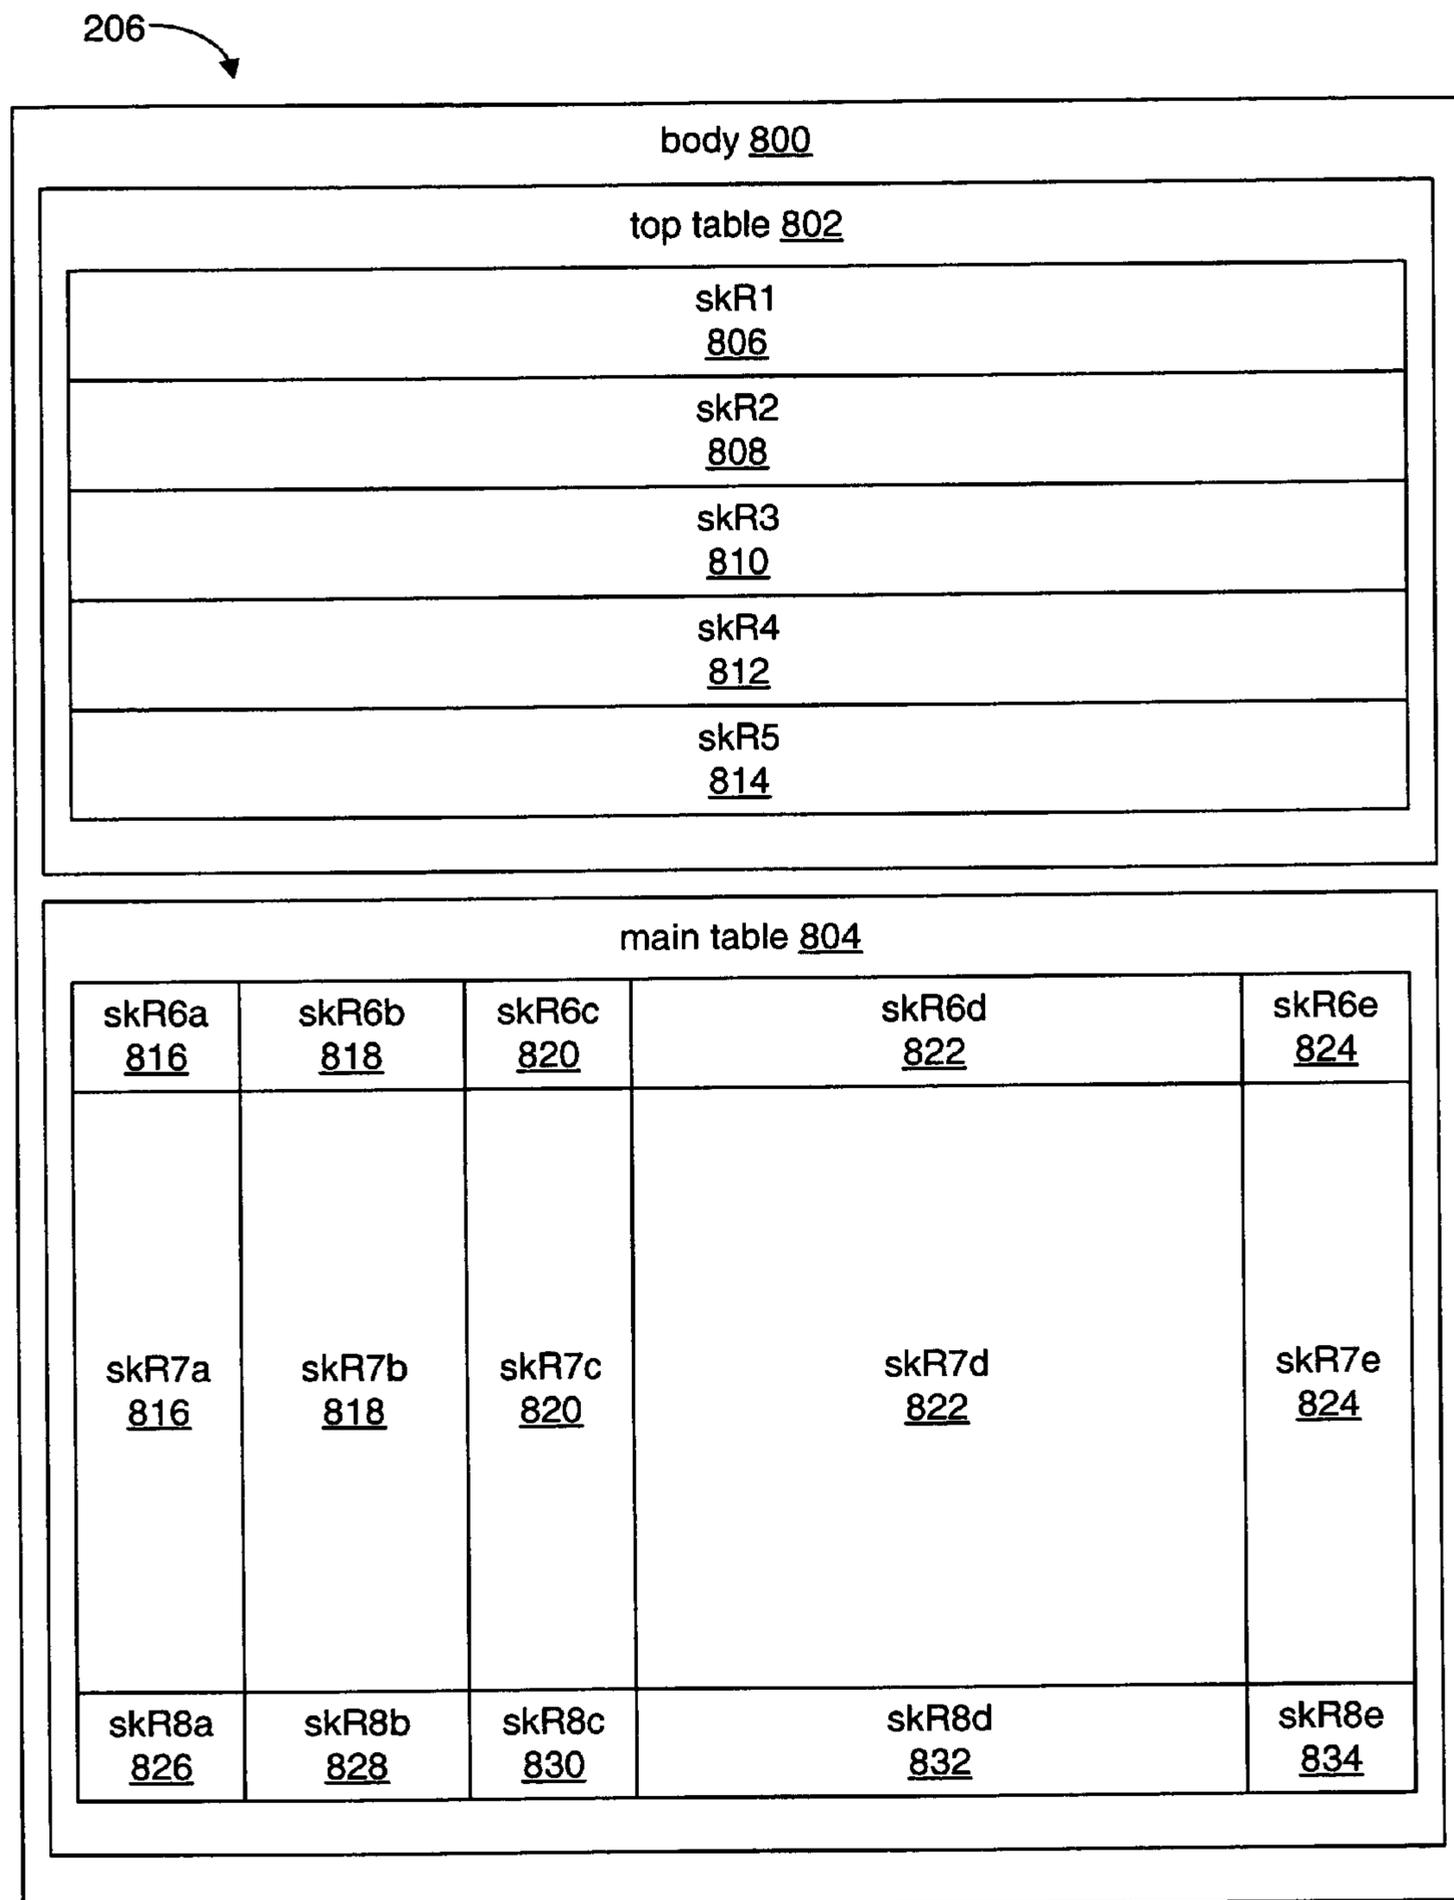 206
body 800
top table 802
skR1
806
skR2
808
skR3
810
skR4
812
skR5
814
main table 804
skR6a skR6b skR6c skR6d skR6e
816 818 820 822 824
skR7a skR7b skR7c skR7d skR7e
816 818 820 822 824
skR8a skR8b skR8c skR8d skR8e
826 828 830 832 834